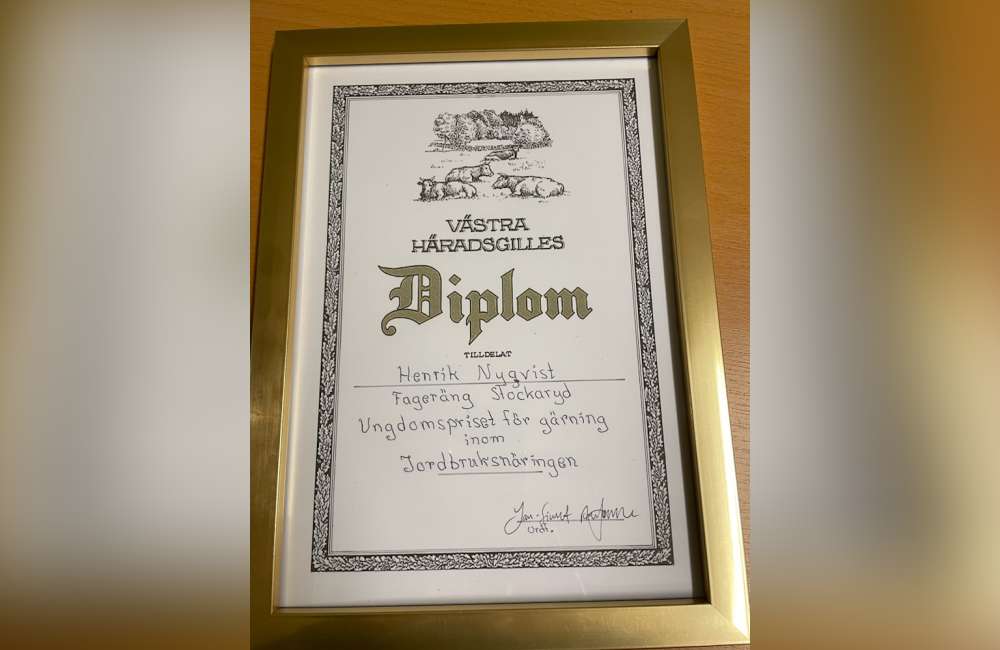 VÄSTRA
HÄRADSGILLES
Diplom
TILLDELAT
Henrik Nyqvist
Fageräng Stockaryd
Ungdomspriset för gärning
inom
Jordbruksnäringen
Ordf.